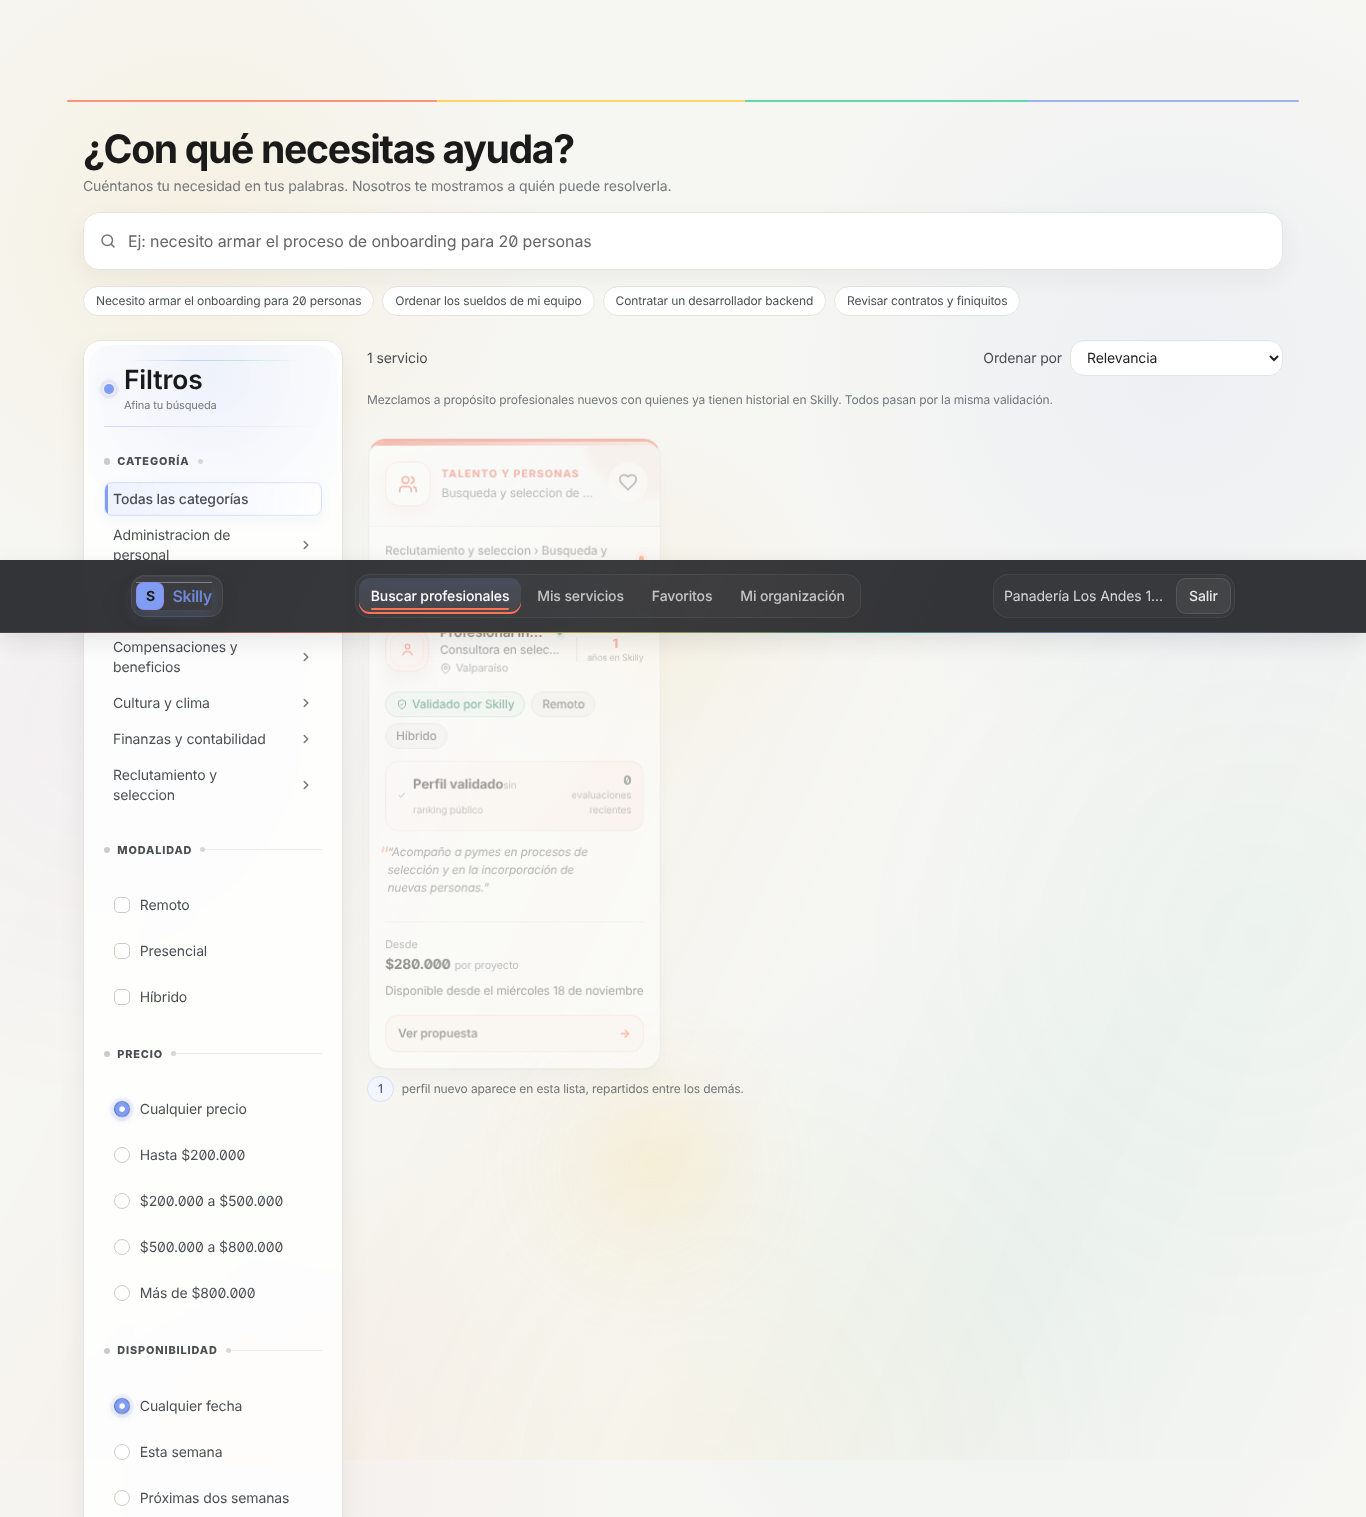 ¿Con qué necesitas ayuda?
Cuéntanos tu necesidad en tus palabras. Nosotros te mostramos a quién puede resolverla.
Ej: necesito armar el proceso de onboarding para 20 personas
Necesito armar el onboarding para 20 personas
Ordenar los sueldos de mi equipo
Contratar un desarrollador backend
Revisar contratos y finiquitos
Filtros
Afina tu búsqueda
CATEGORÍA
Todas las categorías
Administracion de
personal
1 servicio
Ordenar por
Relevancia
Mezclamos a propósito profesionales nuevos con quienes ya tienen historial en Skilly. Todos pasan por la misma validación.
TALENTO Y PERSONAS
Busqueda y seleccion de ...
Reclutamiento y seleccion › Busqueda y
S
Skilly
Buscar profesionales
Mis servicios
Favoritos
Mi organización
Panadería Los Andes 1...
Salir
Compensaciones y
beneficios
Cultura y clima
Finanzas y contabilidad
Reclutamiento y
seleccion
MODALIDAD
Remoto
Presencial
Híbrido
PRECIO
Cualquier precio
Hasta $200.000
$200.000 a $500.000
$500.000 a $800.000
Más de $800.000
DISPONIBILIDAD
Cualquier fecha
Esta semana
Próximas dos semanas
Profesional in...
Consultora en selec...
Valparaíso
1
años en Skilly
Validado por Skilly
Remoto
Híbrido
Perfil validado sin
ranking público
0
evaluaciones
recientes
"“Acompaño a pymes en procesos de
selección y en la incorporación de
nuevas personas.”
Desde
$280.000 por proyecto
Disponible desde el miércoles 18 de noviembre
Ver propuesta
1
perfil nuevo aparece en esta lista, repartidos entre los demás.